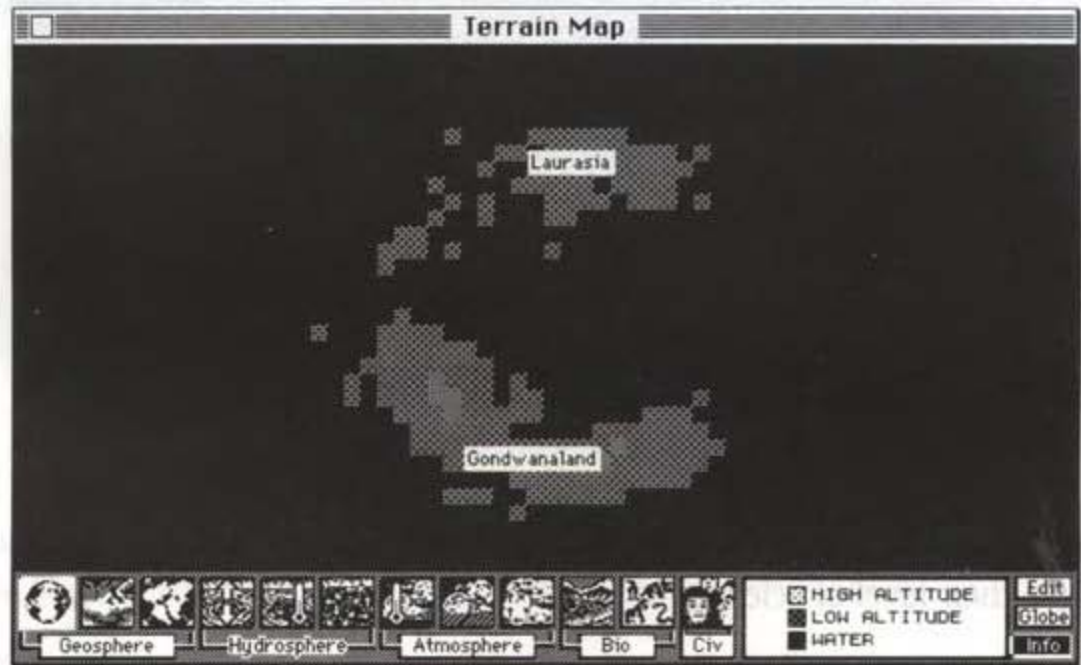 Terrain Map
Laurasia
Gondwanaland
Geosphere
Hydrosphere
Atmosphere
Bio
Civ
HIGH ALTITUDE
LOW ALTITUDE
WATER
Edit
Globe
Info